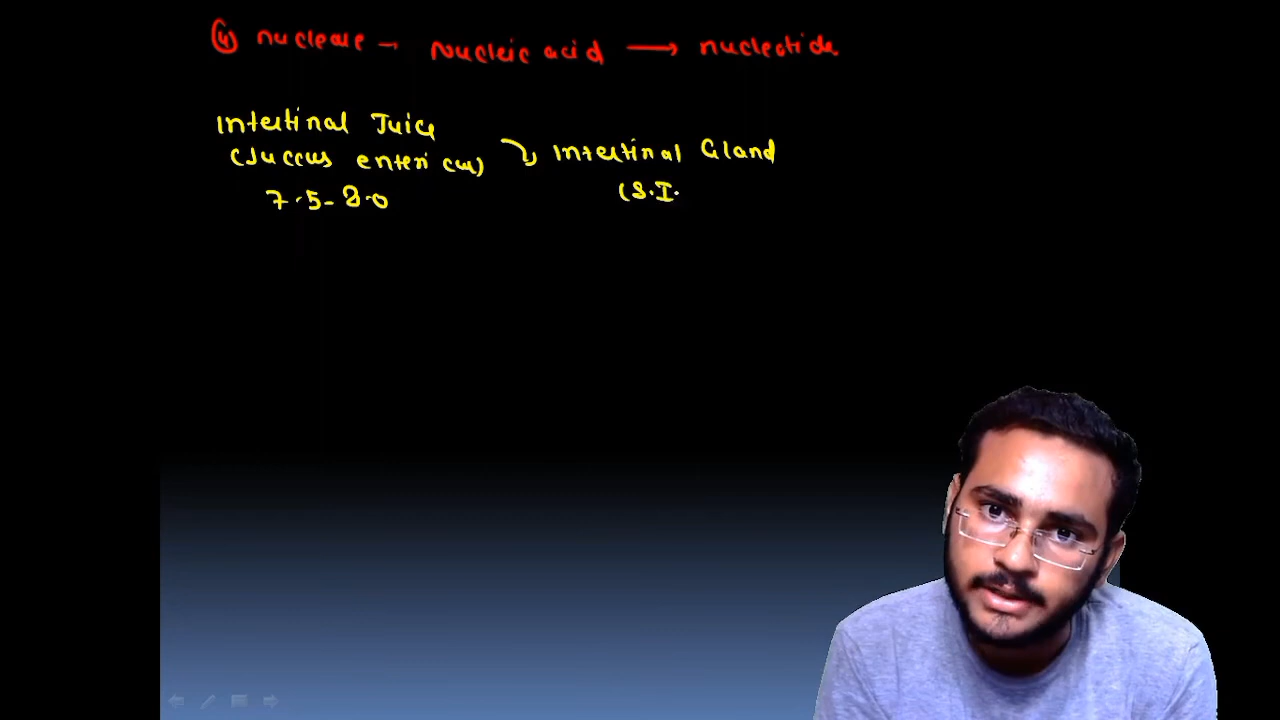 ④ nuclease → Nucleic acid → nucleotide
Intestinal Juice
(Succus entericus) → Intestinal Gland
7.5-8.0 (S.I.